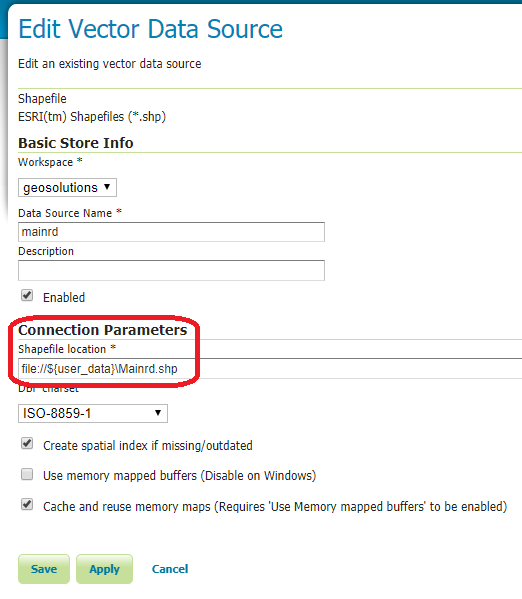 Edit Vector Data Source
Edit an existing vector data source
Shapefile
ESRI(tm) Shapefiles (*.shp)
Basic Store Info
Workspace *
geosolutions
Data Source Name *
mainrd
Description
Enabled
Connection Parameters
Shapefile location *
file://${user_data}\Mainrd.shp
DBF charset
ISO-8859-1
Create spatial index if missing/outdated
Use memory mapped buffers (Disable on Windows)
Cache and reuse memory maps (Requires 'Use Memory mapped buffers' to be enabled)
Save Apply Cancel